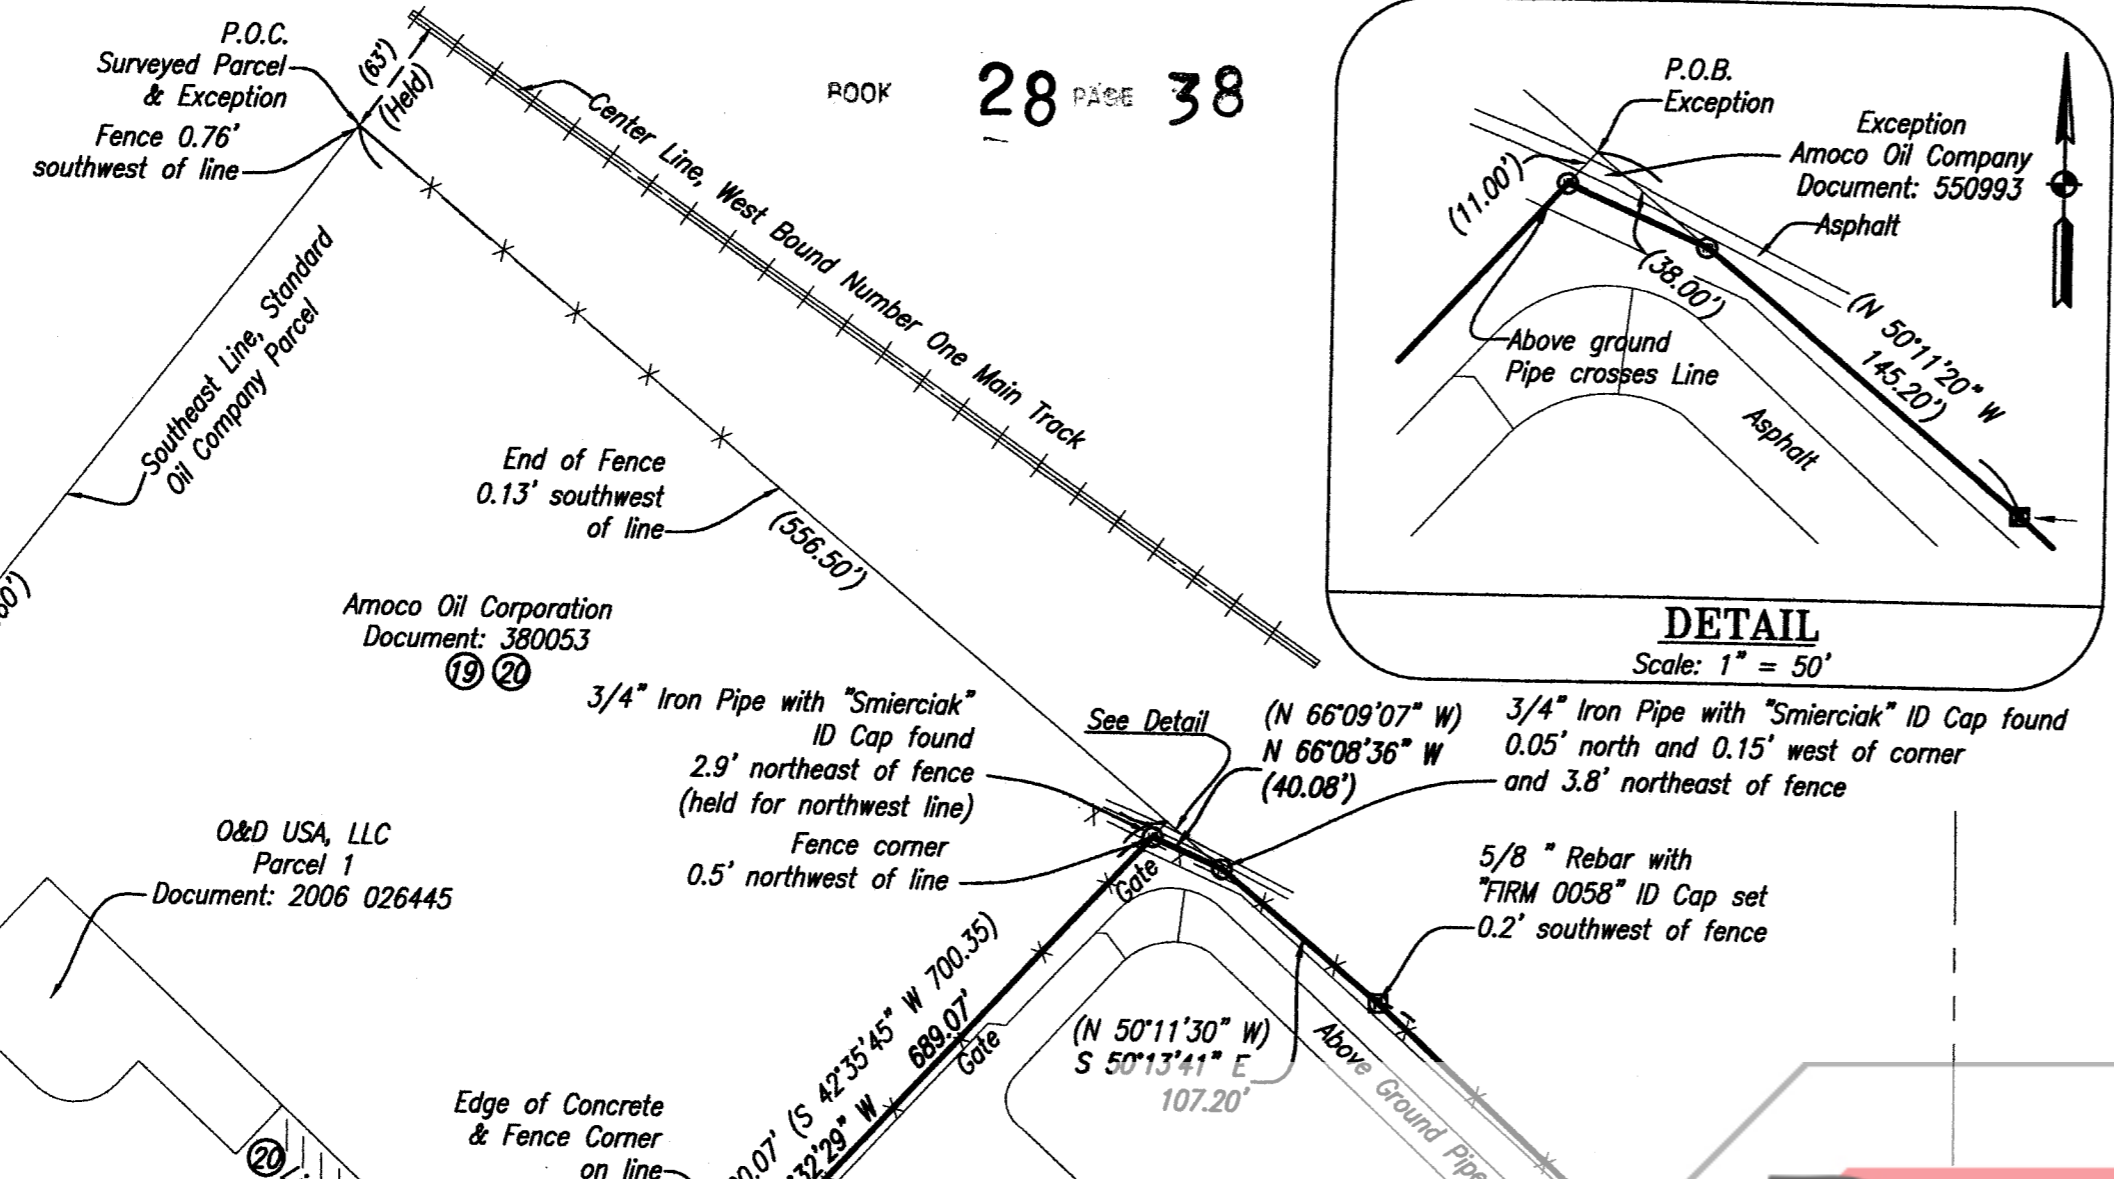 P.O.C.
Surveyed Parcel
& Exception
Fence 0.76'
southwest of line
(63')
(Held)
Center Line, West Bound Number One Main Track
BOOK 28 PAGE 38
P.O.B.
Exception
Exception
Amoco Oil Company
Document: 550993
Asphalt
(11.00')
(38.00')
(N 50°11'20" W
145.20')
Above ground
Pipe crosses Line
Asphalt
DETAIL
Scale: 1" = 50'
Southeast Line, Standard
Oil Company Parcel
End of Fence
0.13' southwest
of line
(556.50')
Amoco Oil Corporation
Document: 380053
19 20
3/4" Iron Pipe with "Smierciak"
ID Cap found
2.9' northeast of fence
(held for northwest line)
Fence corner
0.5' northwest of line
See Detail
(N 66°09'07" W)
N 66°08'36" W
(40.08')
3/4" Iron Pipe with "Smierciak" ID Cap found
0.05' north and 0.15' west of corner
and 3.8' northeast of fence
5/8 " Rebar with
"FIRM 0058" ID Cap set
0.2' southwest of fence
O&D USA, LLC
Parcel 1
Document: 2006 026445
Gate
(S 42°35'45" W 700.35)
689.07'
32'29" W
Gate
(N 50°11'30" W)
S 50°13'41" E
107.20'
Above Ground Pipe
Edge of Concrete
& Fence Corner
on line
20